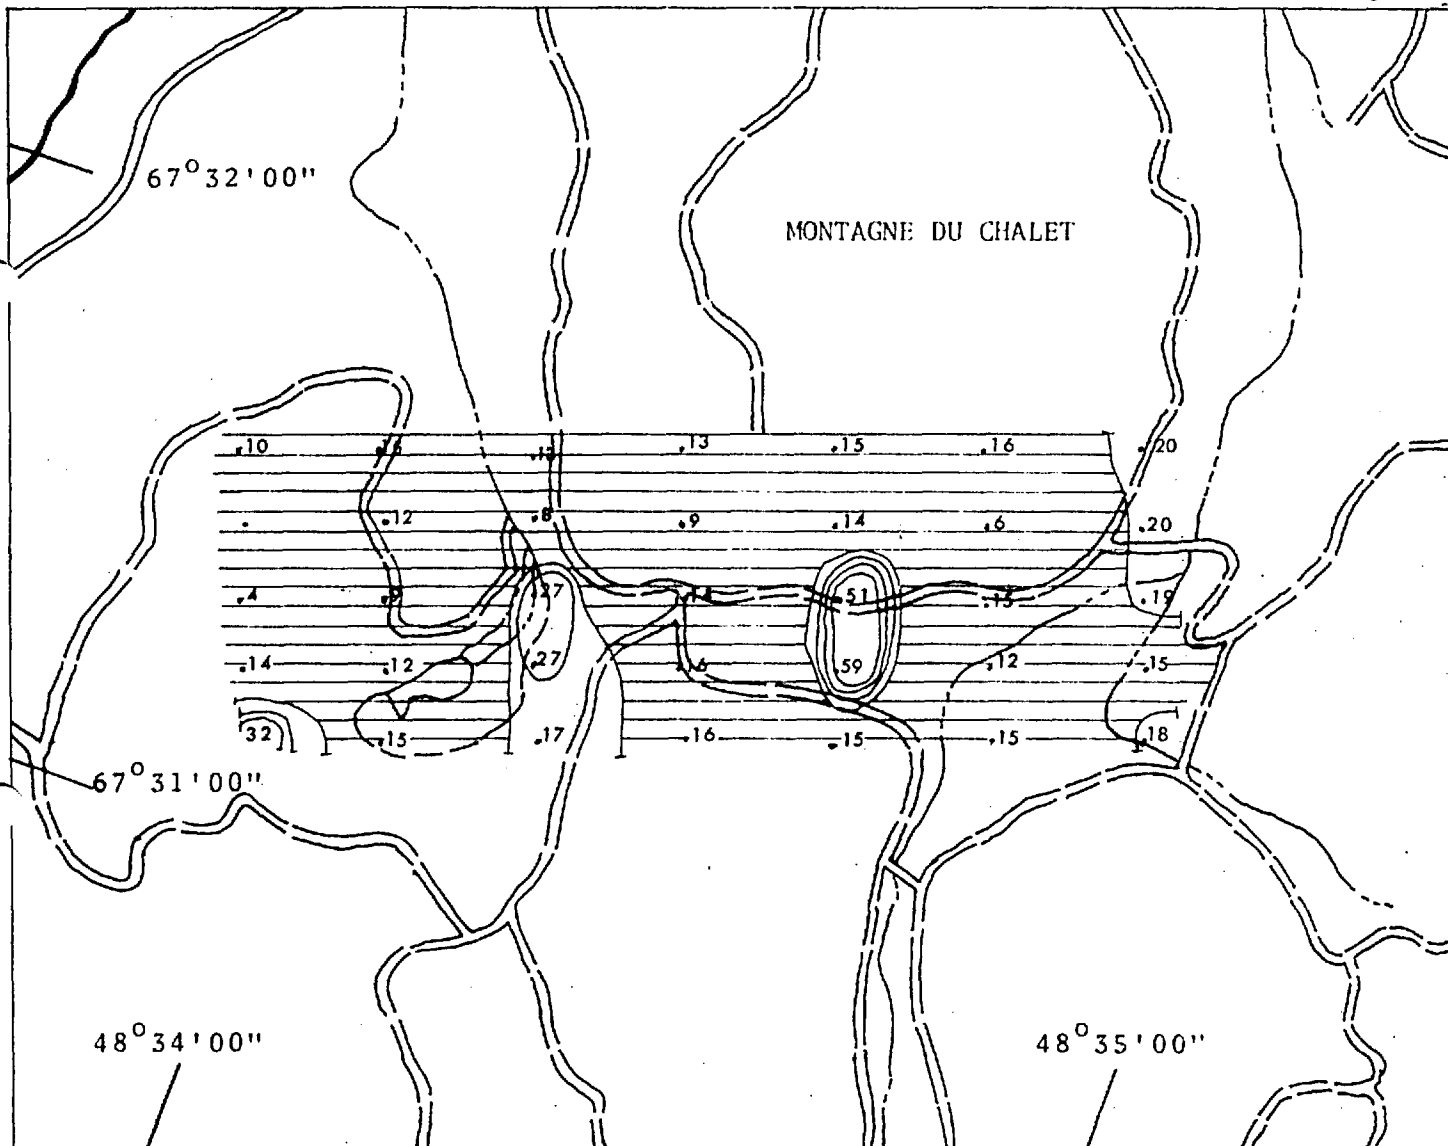 67°32'00"
MONTAGNE DU CHALET
.10 .13 .15 .16 .20
.12 .8 .9 .14 .6 .20
.4 27 .51 .15 .19
.14 .12 .27 .16 .59 .12 .15
32 .15 .17 .16 .15 .15 .18
67°31'00"
48°34'00" 48°35'00"